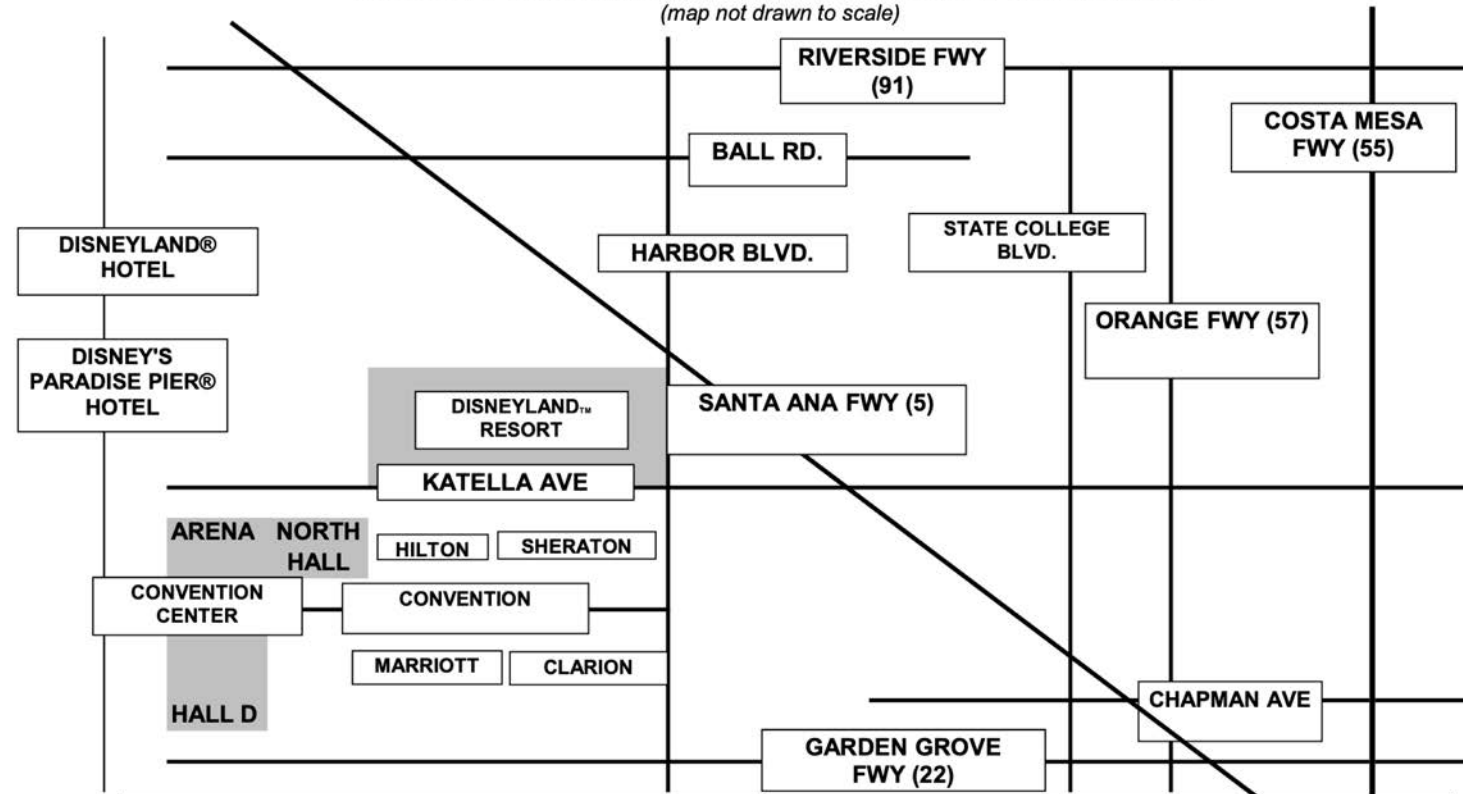 (map not drawn to scale)
RIVERSIDE FWY
(91)
COSTA MESA
FWY (55)
BALL RD.
STATE COLLEGE
BLVD.
DISNEYLAND®
HOTEL
HARBOR BLVD.
ORANGE FWY (57)
DISNEY'S
PARADISE PIER®
HOTEL
DISNEYLAND™
RESORT
SANTA ANA FWY (5)
KATELLA AVE
ARENA NORTH
HALL
HILTON
SHERATON
CONVENTION
CENTER
CONVENTION
MARRIOTT
CLARION
HALL D
CHAPMAN AVE
GARDEN GROVE
FWY (22)